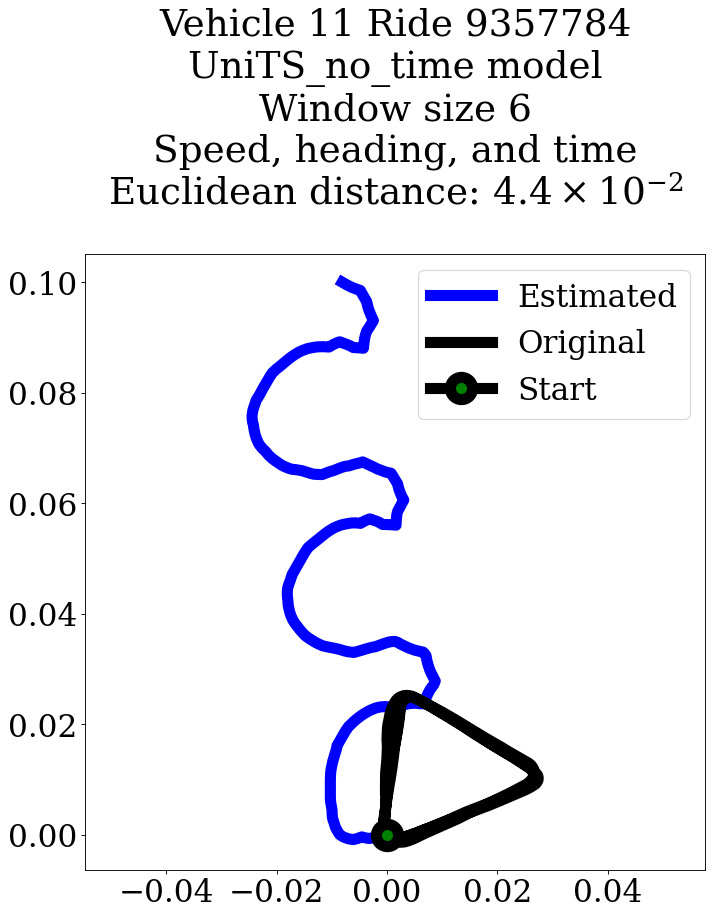 Vehicle 11 Ride 9357784
UniTS_no_time model
Window size 6
Speed, heading, and time
Euclidean distance: 4.4 × 10⁻²
0.10
0.08
0.06
0.04
0.02
0.00
Estimated
Original
Start
−0.04 −0.02 0.00 0.02 0.04